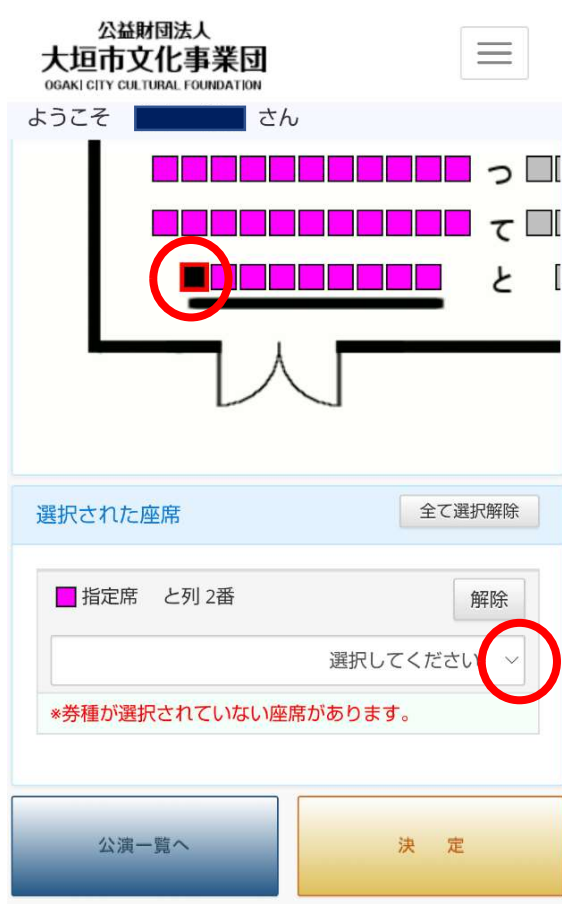 公益財団法人
大垣市文化事業団
OGAKI CITY CULTURAL FOUNDATION
ようこそ さん
つ
て
と
選択された座席 全て選択解除
指定席 と列 2番 解除
選択してください
*券種が選択されていない座席があります。
公演一覧へ 決 定